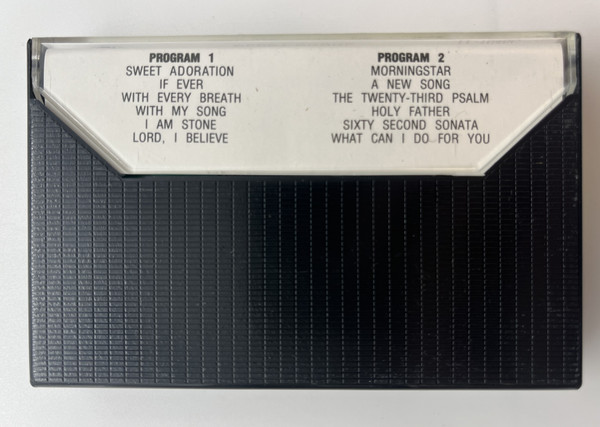 PROGRAM 1
SWEET ADORATION
IF EVER
WITH EVERY BREATH
WITH MY SONG
I AM STONE
LORD, I BELIEVE
PROGRAM 2
MORNINGSTAR
A NEW SONG
THE TWENTY-THIRD PSALM
HOLY FATHER
SIXTY SECOND SONATA
WHAT CAN I DO FOR YOU